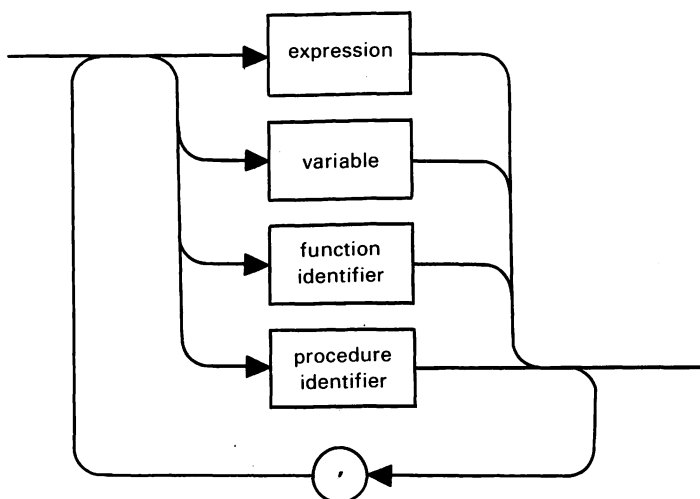 expression
variable
function
identifier
procedure
identifier
,